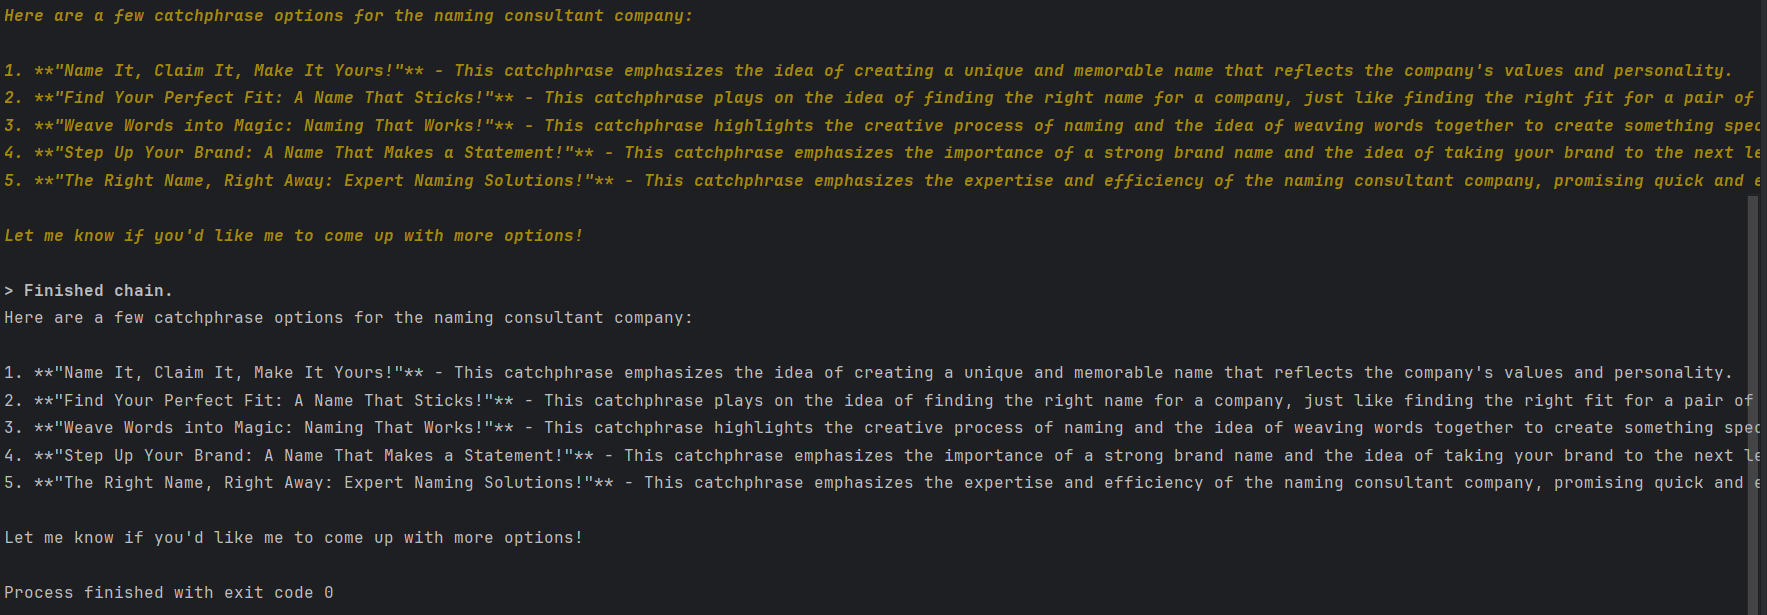 Here are a few catchphrase options for the naming consultant company:
1. **"Name It, Claim It, Make It Yours!"** - This catchphrase emphasizes the idea of creating a unique and memorable name that reflects the company's values and personality.
2. **"Find Your Perfect Fit: A Name That Sticks!"** - This catchphrase plays on the idea of finding the right name for a company, just like finding the right fit for a pair of
3. **"Weave Words into Magic: Naming That Works!"** - This catchphrase highlights the creative process of naming and the idea of weaving words together to create something
4. **"Step Up Your Brand: A Name That Makes a Statement!"** - This catchphrase emphasizes the importance of a strong brand name and the idea of taking your brand to the next
5. **"The Right Name, Right Away: Expert Naming Solutions!"** - This catchphrase emphasizes the expertise and efficiency of the naming consultant company, promising quick and
Let me know if you'd like me to come up with more options!
> Finished chain.
Here are a few catchphrase options for the naming consultant company:
1. **"Name It, Claim It, Make It Yours!"** - This catchphrase emphasizes the idea of creating a unique and memorable name that reflects the company's values and personality.
2. **"Find Your Perfect Fit: A Name That Sticks!"** - This catchphrase plays on the idea of finding the right name for a company, just like finding the right fit for a pair of
3. **"Weave Words into Magic: Naming That Works!"** - This catchphrase highlights the creative process of naming and the idea of weaving words together to create something
4. **"Step Up Your Brand: A Name That Makes a Statement!"** - This catchphrase emphasizes the importance of a strong brand name and the idea of taking your brand to the next
5. **"The Right Name, Right Away: Expert Naming Solutions!"** - This catchphrase emphasizes the expertise and efficiency of the naming consultant company, promising quick and
Let me know if you'd like me to come up with more options!
Process finished with exit code 0